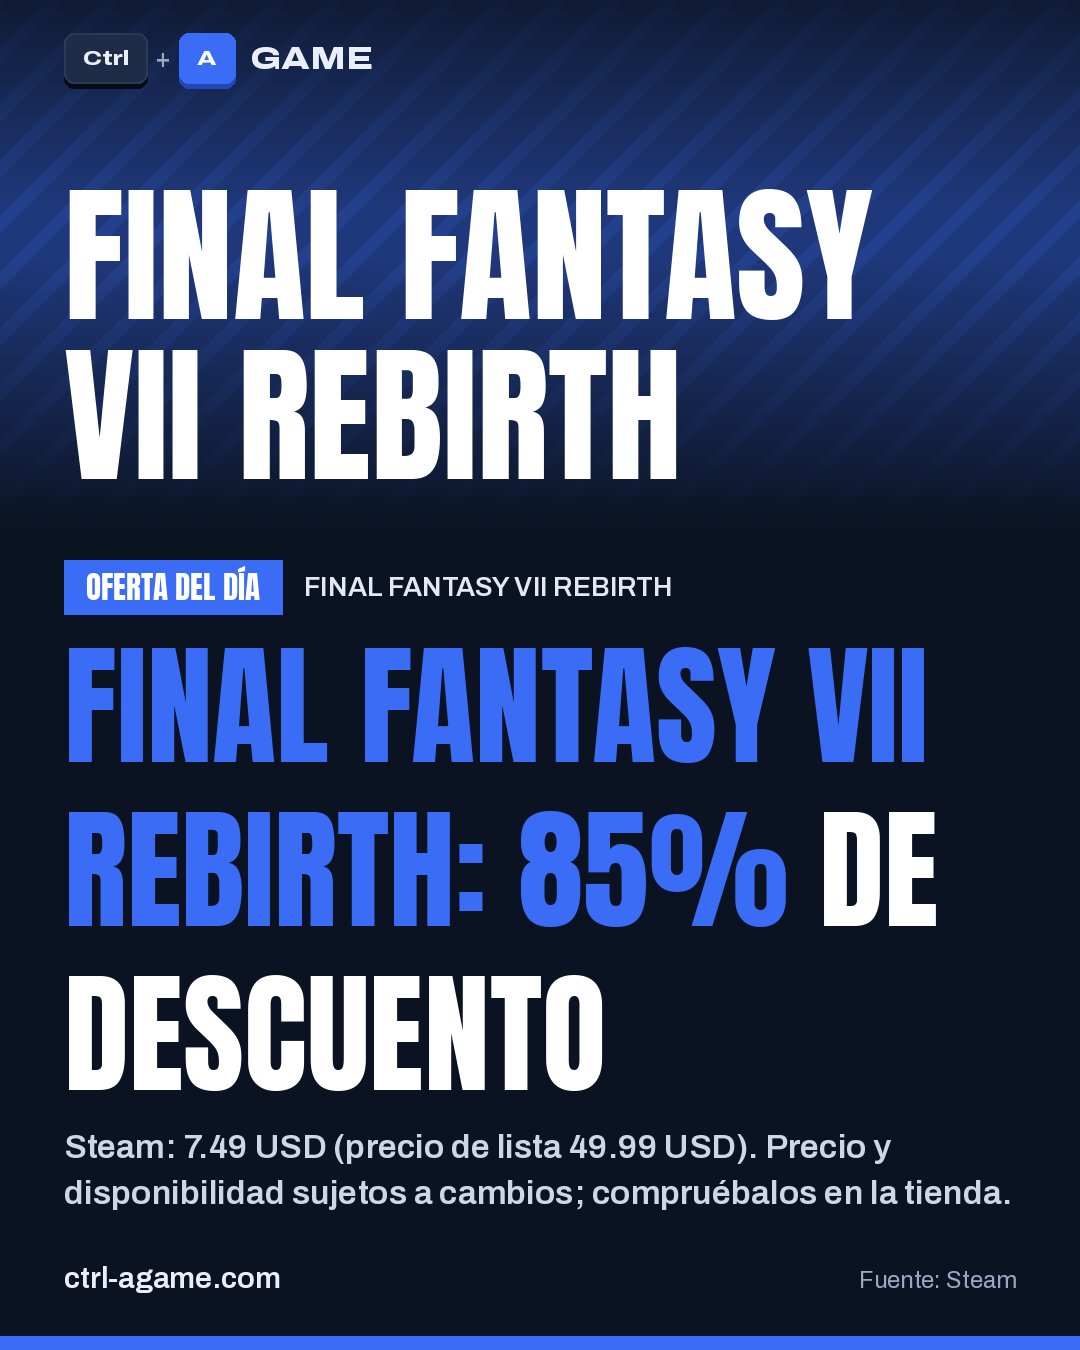 Ctrl + A GAME
FINAL FANTASY
VII REBIRTH
OFERTA DEL DÍA FINAL FANTASY VII REBIRTH
FINAL FANTASY VII
REBIRTH: 85% DE
DESCUENTO
Steam: 7.49 USD (precio de lista 49.99 USD). Precio y
disponibilidad sujetos a cambios; compruébalos en la tienda.
ctrl-agame.com Fuente: Steam